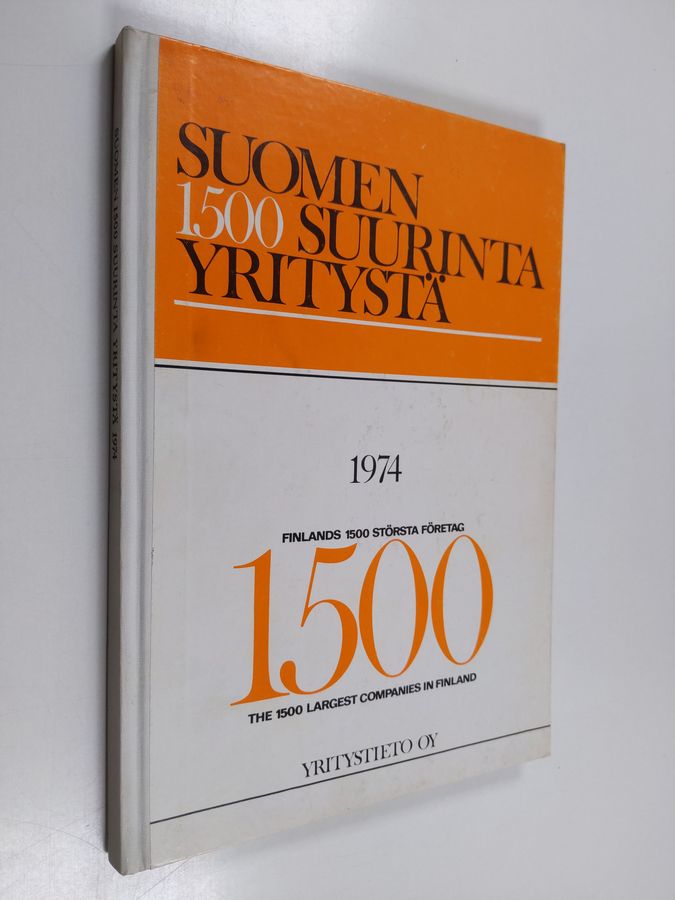 SUOMEN 1500 SUURINTA YRITYSTÄ 1974
SUOMEN
1500 SUURINTA
YRITYSTÄ
1974
FINLANDS 1500 STÖRSTA FÖRETAG
1500
THE 1500 LARGEST COMPANIES IN FINLAND
YRITYSTIETO OY